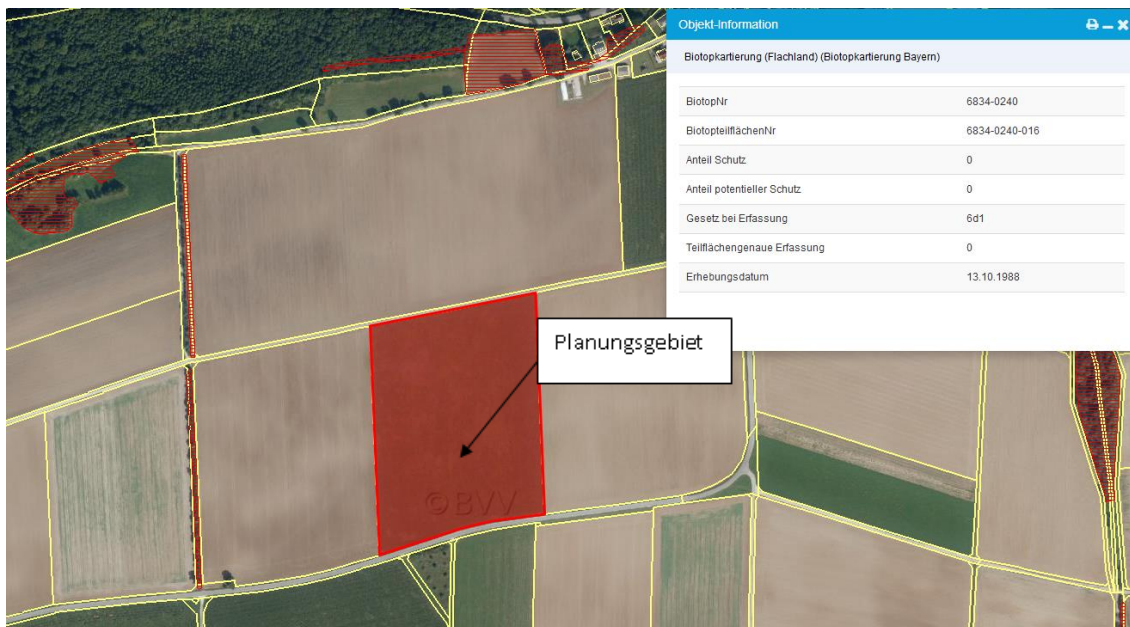 Objekt-Information
Biotopkartierung (Flachland) (Biotopkartierung Bayern)
BiotopNr 6834-0240
BiotopteilflächenNr 6834-0240-016
Anteil Schutz 0
Anteil potentieller Schutz 0
Gesetz bei Erfassung 6d1
Teilflächengenaue Erfassung 0
Erhebungsdatum 13.10.1988
Planungsgebiet
©BVV